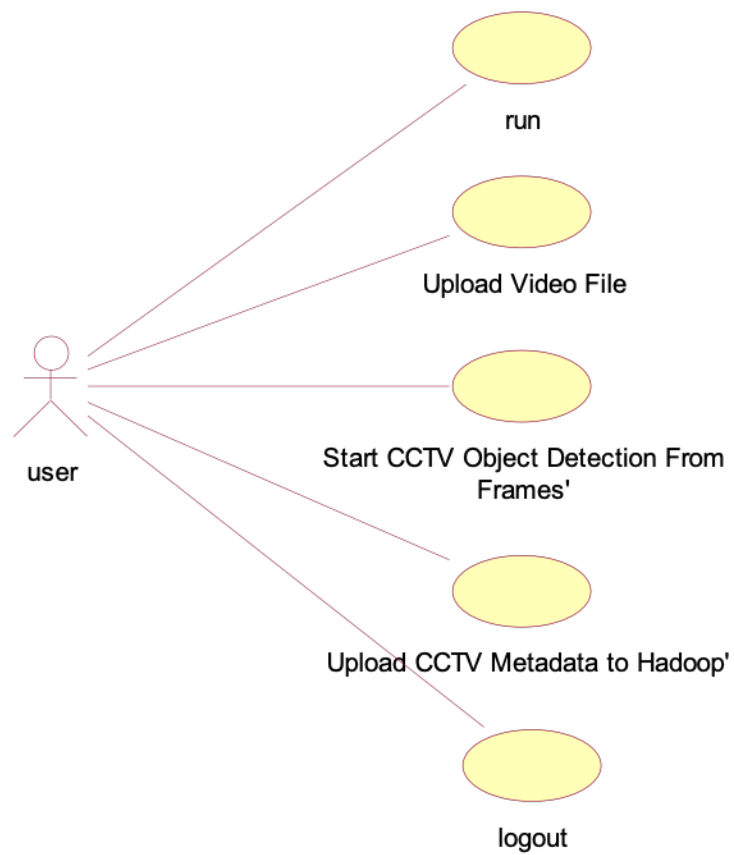 run
Upload Video File
Start CCTV Object Detection From
Frames'
user
Upload CCTV Metadata to Hadoop'
logout